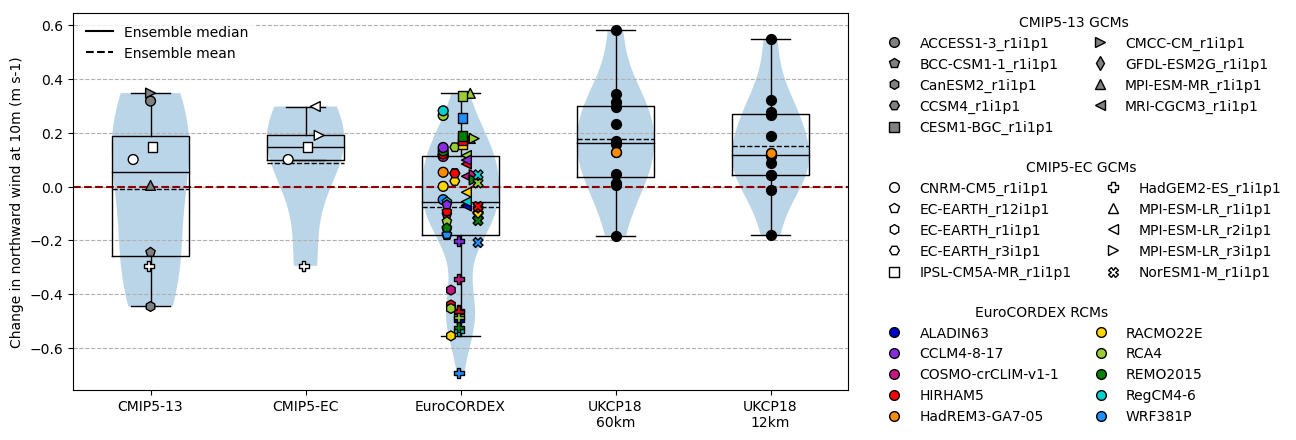 Change in northward wind at 10m (m s-1)
0.6
0.4
0.2
0.0
−0.2
−0.4
−0.6
Ensemble median
Ensemble mean
CMIP5-13
CMIP5-EC
EuroCORDEX
UKCP18
60km
UKCP18
12km
CMIP5-13 GCMs
ACCESS1-3_r1i1p1
BCC-CSM1-1_r1i1p1
CanESM2_r1i1p1
CCSM4_r1i1p1
CESM1-BGC_r1i1p1
CMCC-CM_r1i1p1
GFDL-ESM2G_r1i1p1
MPI-ESM-MR_r1i1p1
MRI-CGCM3_r1i1p1
CMIP5-EC GCMs
CNRM-CM5_r1i1p1
EC-EARTH_r12i1p1
EC-EARTH_r1i1p1
EC-EARTH_r3i1p1
IPSL-CM5A-MR_r1i1p1
HadGEM2-ES_r1i1p1
MPI-ESM-LR_r1i1p1
MPI-ESM-LR_r2i1p1
MPI-ESM-LR_r3i1p1
NorESM1-M_r1i1p1
EuroCORDEX RCMs
ALADIN63
CCLM4-8-17
COSMO-crCLIM-v1-1
HIRHAM5
HadREM3-GA7-05
RACMO22E
RCA4
REMO2015
RegCM4-6
WRF381P